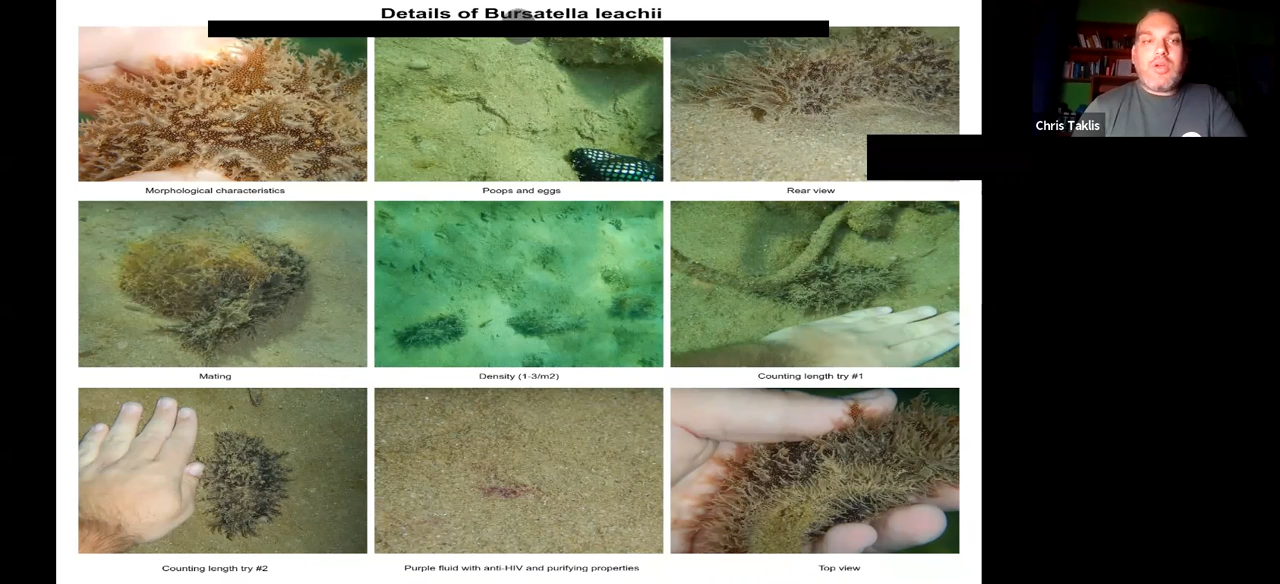 Details of Bursatella leachii
Chris Taklis
Morphological characteristics
Poops and eggs
Rear view
Mating
Density (1-3/m2)
Counting length try #1
Counting length try #2
Purple fluid with anti-HIV and purifying properties
Top view